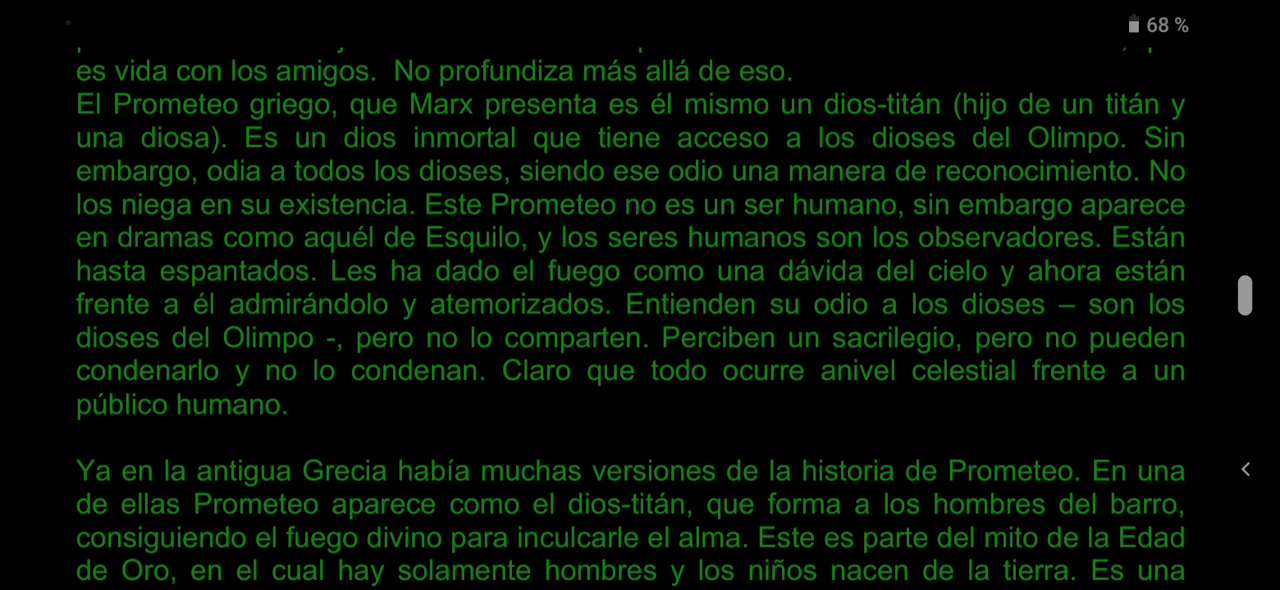 68 %
es vida con los amigos.  No profundiza más allá de eso.
El Prometeo griego, que Marx presenta es él mismo un dios-titán (hijo de un titán y
una diosa). Es un dios inmortal que tiene acceso a los dioses del Olimpo. Sin
embargo, odia a todos los dioses, siendo ese odio una manera de reconocimiento. No
los niega en su existencia. Este Prometeo no es un ser humano, sin embargo aparece
en dramas como aquél de Esquilo, y los seres humanos son los observadores. Están
hasta espantados. Les ha dado el fuego como una dávida del cielo y ahora están
frente a él admirándolo y atemorizados. Entienden su odio a los dioses – son los
dioses del Olimpo -, pero no lo comparten. Perciben un sacrilegio, pero no pueden
condenarlo y no lo condenan. Claro que todo ocurre anivel celestial frente a un
público humano.
Ya en la antigua Grecia había muchas versiones de la historia de Prometeo. En una
de ellas Prometeo aparece como el dios-titán, que forma a los hombres del barro,
consiguiendo el fuego divino para inculcarle el alma. Este es parte del mito de la Edad
de Oro, en el cual hay solamente hombres y los niños nacen de la tierra. Es una